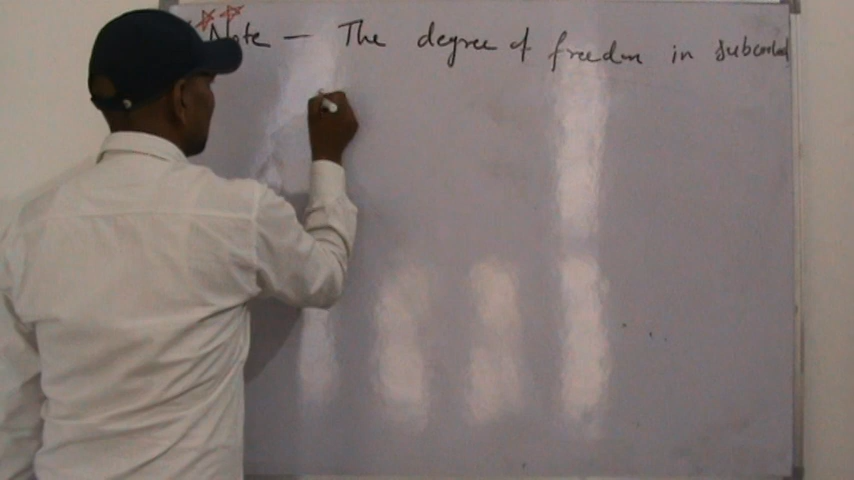 Note — The degree of freedom in subcooled